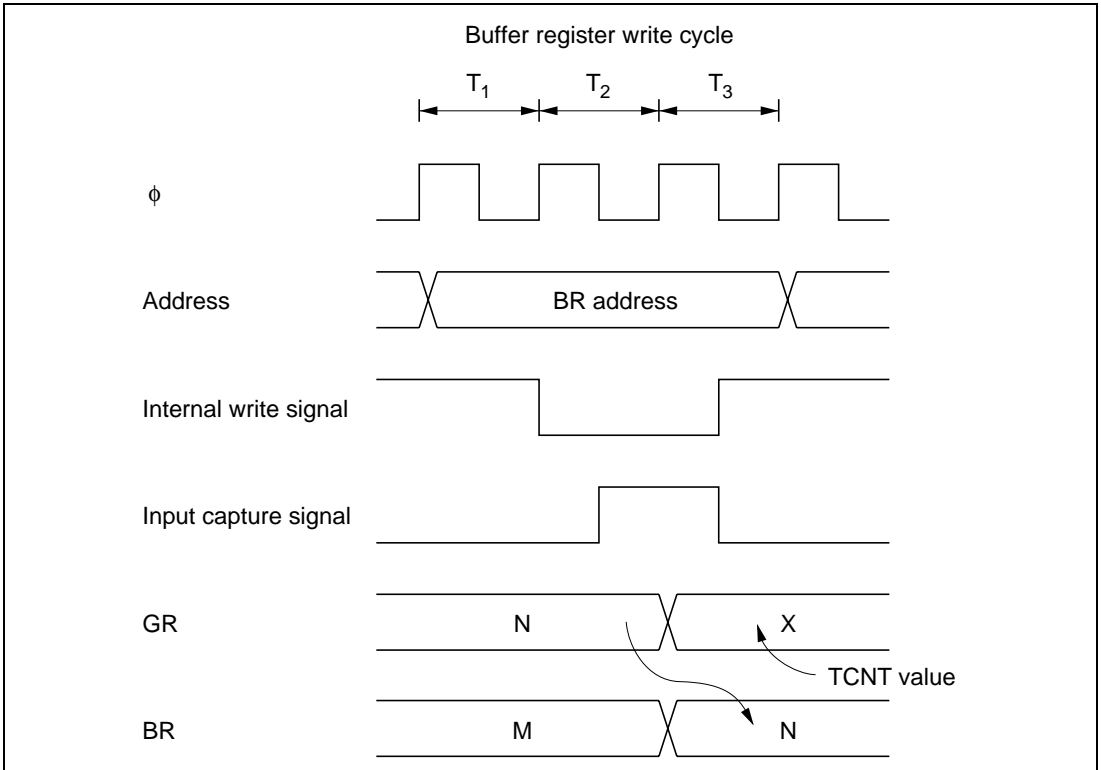 Buffer register write cycle
T1 T2 T3
φ
Address
BR address
Internal write signal
Input capture signal
GR
N
X
TCNT value
BR
M
N